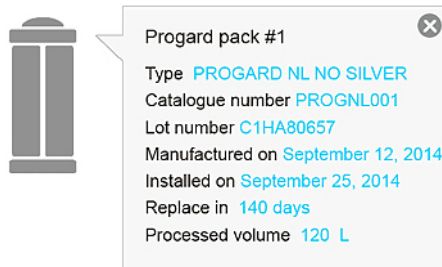 Progard pack #1
Type PROGARD NL NO SILVER
Catalogue number PROGNL001
Lot number C1HA80657
Manufactured on September 12, 2014
Installed on September 25, 2014
Replace in 140 days
Processed volume 120 L